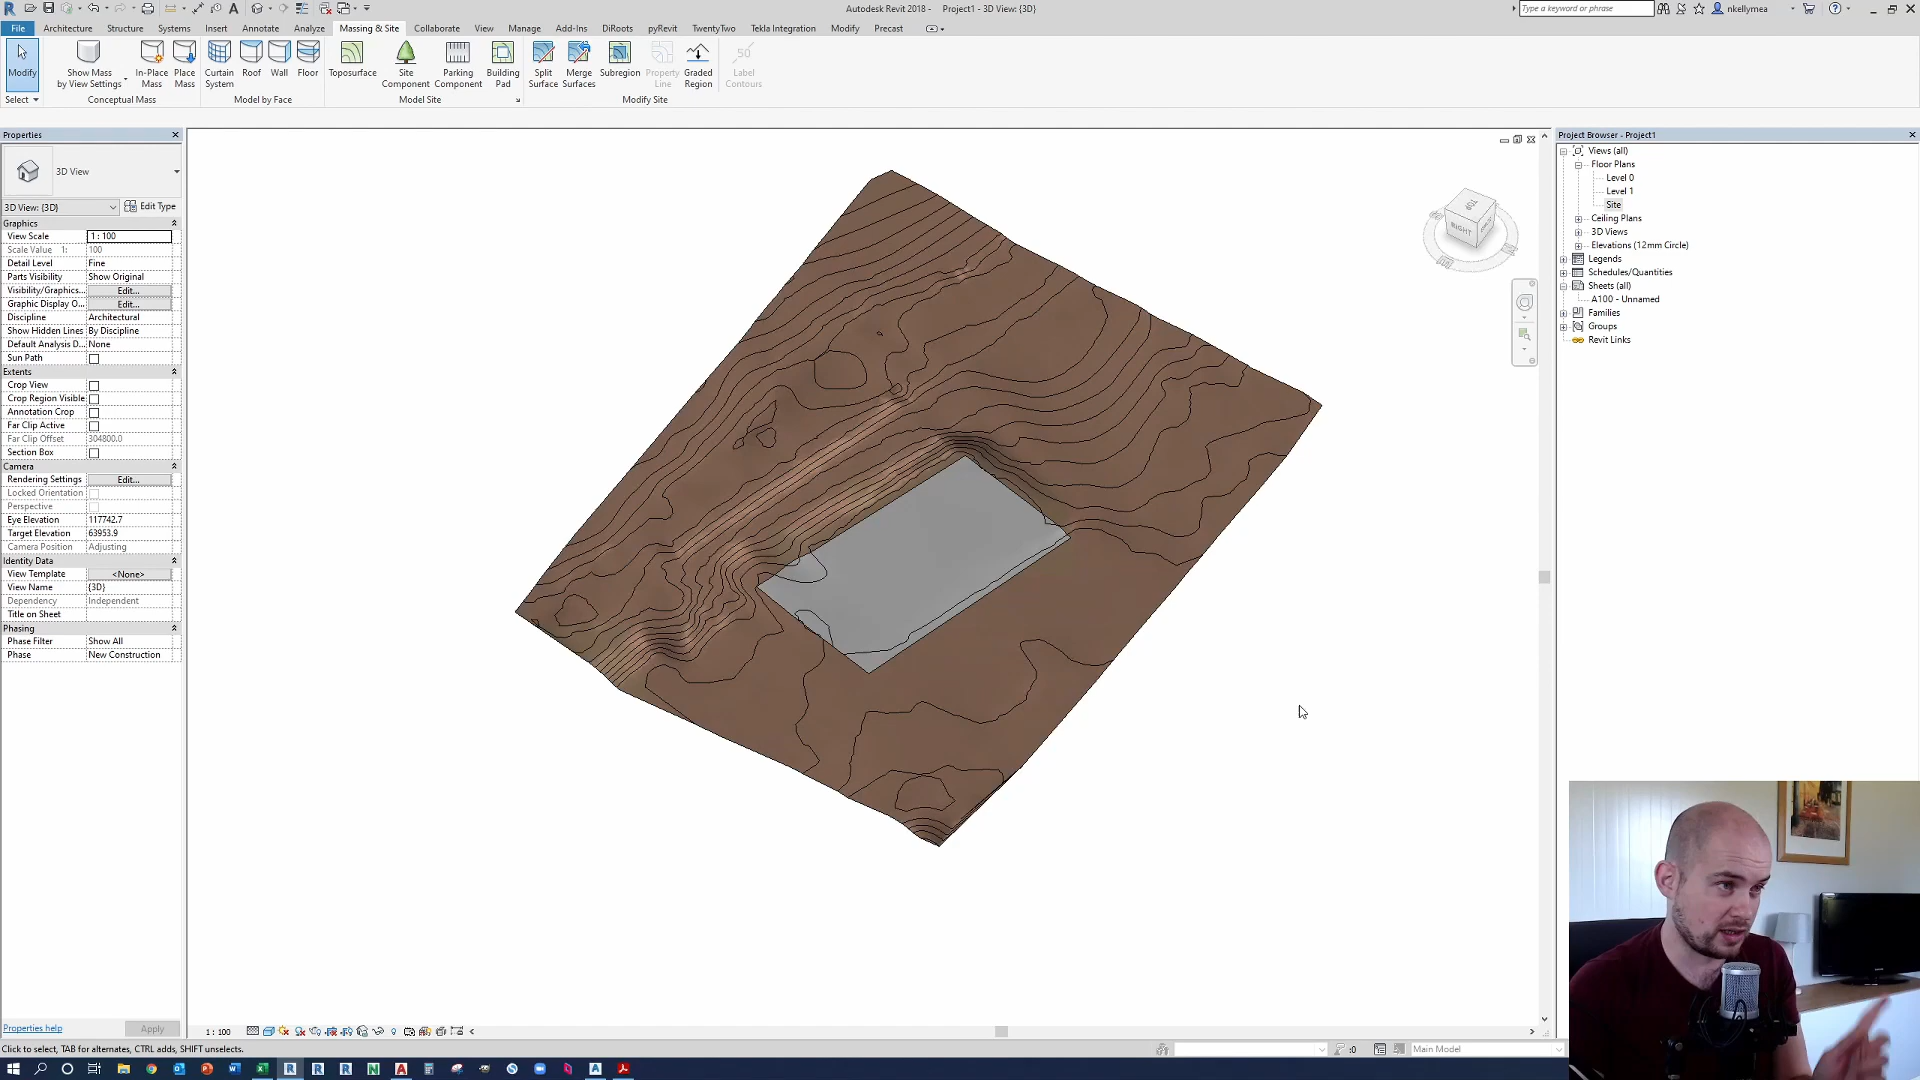 Autodesk Revit 2018 -     Project1 - 3D View: {3D}
Type a keyword or phrase
nkellymea
File Architecture Structure Systems Insert Annotate Analyze Massing & Site Collaborate View Manage Add-Ins DiRoots pyRevit TwentyTwo Tekla Integration Modify Precast
Modify
Show Mass by View Settings
In-Place Mass
Place Mass
Curtain System
Roof
Wall
Floor
Toposurface
Site Component
Parking Component
Building Pad
Split Surface
Merge Surfaces
Subregion
Property Line
Graded Region
50
Label Contours
Select
Conceptual Mass
Model by Face
Model Site
Modify Site
Properties
3D View
3D View: {3D}
Edit Type
Graphics
View Scale 1 : 100
Scale Value 1: 100
Detail Level Fine
Parts Visibility Show Original
Visibility/Graphics... Edit...
Graphic Display O... Edit...
Discipline Architectural
Show Hidden Lines By Discipline
Default Analysis D... None
Sun Path
Extents
Crop View
Crop Region Visible
Annotation Crop
Far Clip Active
Far Clip Offset 304800.0
Section Box
Camera
Rendering Settings Edit...
Locked Orientation
Perspective
Eye Elevation 117742.7
Target Elevation 63953.9
Camera Position Adjusting
Identity Data
View Template <None>
View Name {3D}
Dependency Independent
Title on Sheet
Phasing
Phase Filter Show All
Phase New Construction
Properties help
Apply
TOP
RIGHT
Project Browser - Project1
Views (all)
Floor Plans
Level 0
Level 1
Site
Ceiling Plans
3D Views
Elevations (12mm Circle)
Legends
Schedules/Quantities
Sheets (all)
A100 - Unnamed
Families
Groups
Revit Links
1 : 100
Click to select, TAB for alternates, CTRL adds, SHIFT unselects.
:0
Main Model